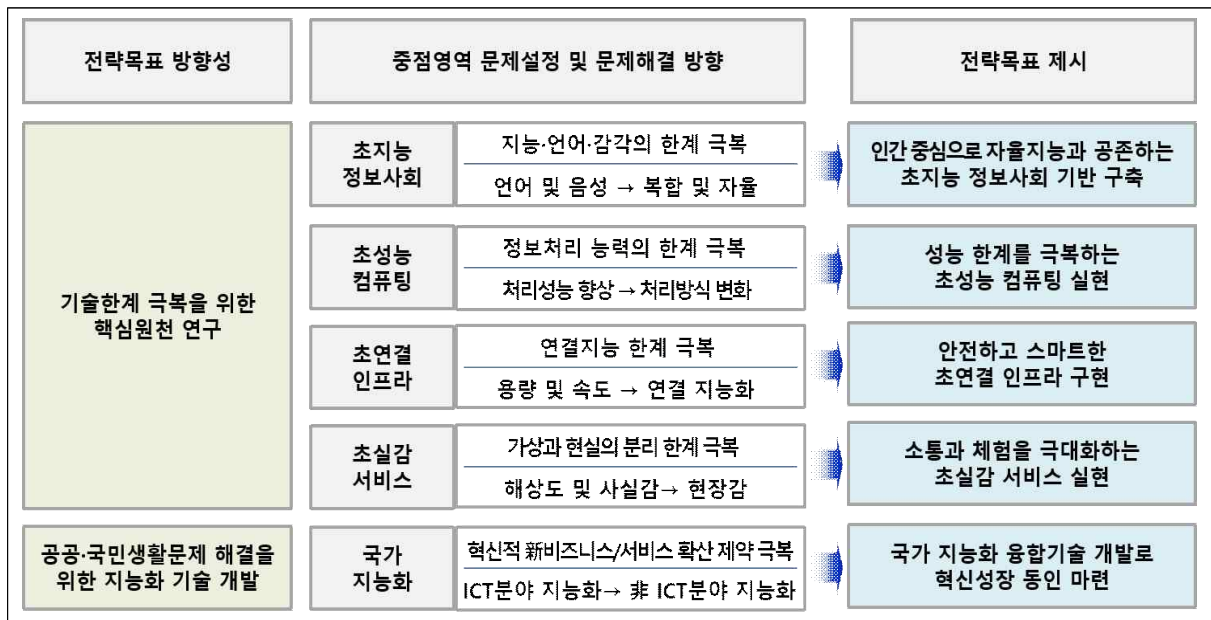 전략목표 방향성
중점영역 문제설정 및 문제해결 방향
전략목표 제시
기술한계 극복을 위한
핵심원천 연구
초지능
정보사회
지능·언어·감각의 한계 극복
언어 및 음성 → 복합 및 자율
인간 중심으로 자율지능과 공존하는
초지능 정보사회 기반 구축
초성능
컴퓨팅
정보처리 능력의 한계 극복
처리성능 향상 → 처리방식 변화
성능 한계를 극복하는
초성능 컴퓨팅 실현
초연결
인프라
연결지능 한계 극복
용량 및 속도 → 연결 지능화
안전하고 스마트한
초연결 인프라 구현
초실감
서비스
가상과 현실의 분리 한계 극복
해상도 및 사실감→ 현장감
소통과 체험을 극대화하는
초실감 서비스 실현
공공·국민생활문제 해결을
위한 지능화 기술 개발
국가
지능화
혁신적 新비즈니스/서비스 확산 제약 극복
ICT분야 지능화→ 非 ICT분야 지능화
국가 지능화 융합기술 개발로
혁신성장 동인 마련